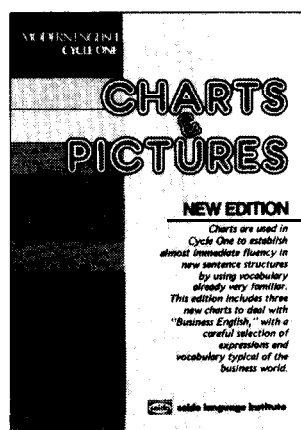 MODERN ENGLISH
CYCLE ONE
CHARTS
&
PICTURES
NEW EDITION
Charts are used in
Cycle One to establish
almost immediate fluency in
new sentence structures
by using vocabulary
already very familiar.
This edition includes three
new charts to deal with
"Business English," with a
careful selection of
expressions and
vocabulary typical of the
business world.
seido language institute